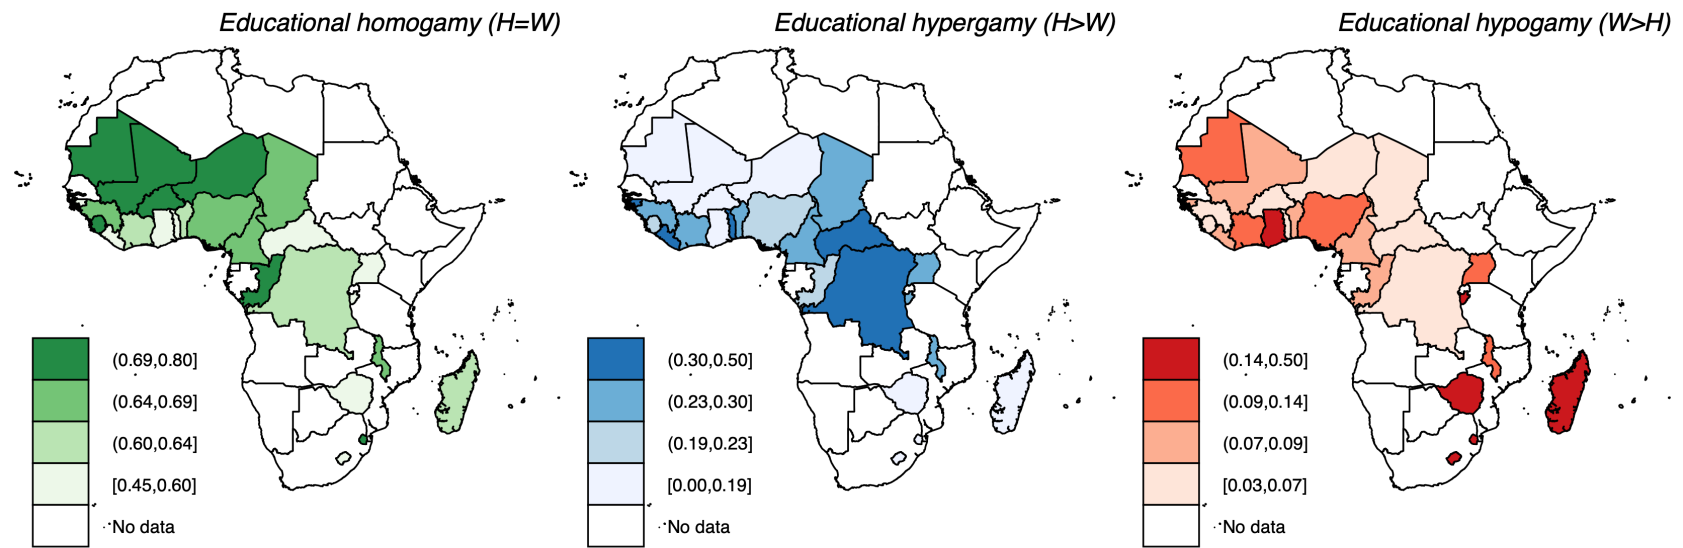 Educational homogamy (H=W)
(0.69,0.80]
(0.64,0.69]
(0.60,0.64]
[0.45,0.60]
No data
Educational hypergamy (H>W)
(0.30,0.50]
(0.23,0.30]
(0.19,0.23]
[0.00,0.19]
No data
Educational hypogamy (W>H)
(0.14,0.50]
(0.09,0.14]
(0.07,0.09]
[0.03,0.07]
No data